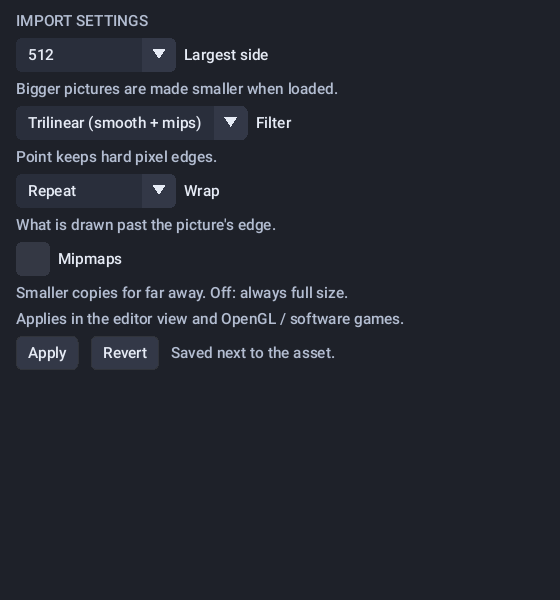 IMPORT SETTINGS
512 Largest side
Bigger pictures are made smaller when loaded.
Trilinear (smooth + mips) Filter
Point keeps hard pixel edges.
Repeat Wrap
What is drawn past the picture's edge.
Mipmaps
Smaller copies for far away. Off: always full size.
Applies in the editor view and OpenGL / software games.
Apply Revert Saved next to the asset.